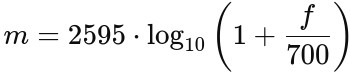 m = 2595 · log₁₀ (1 + f/700)